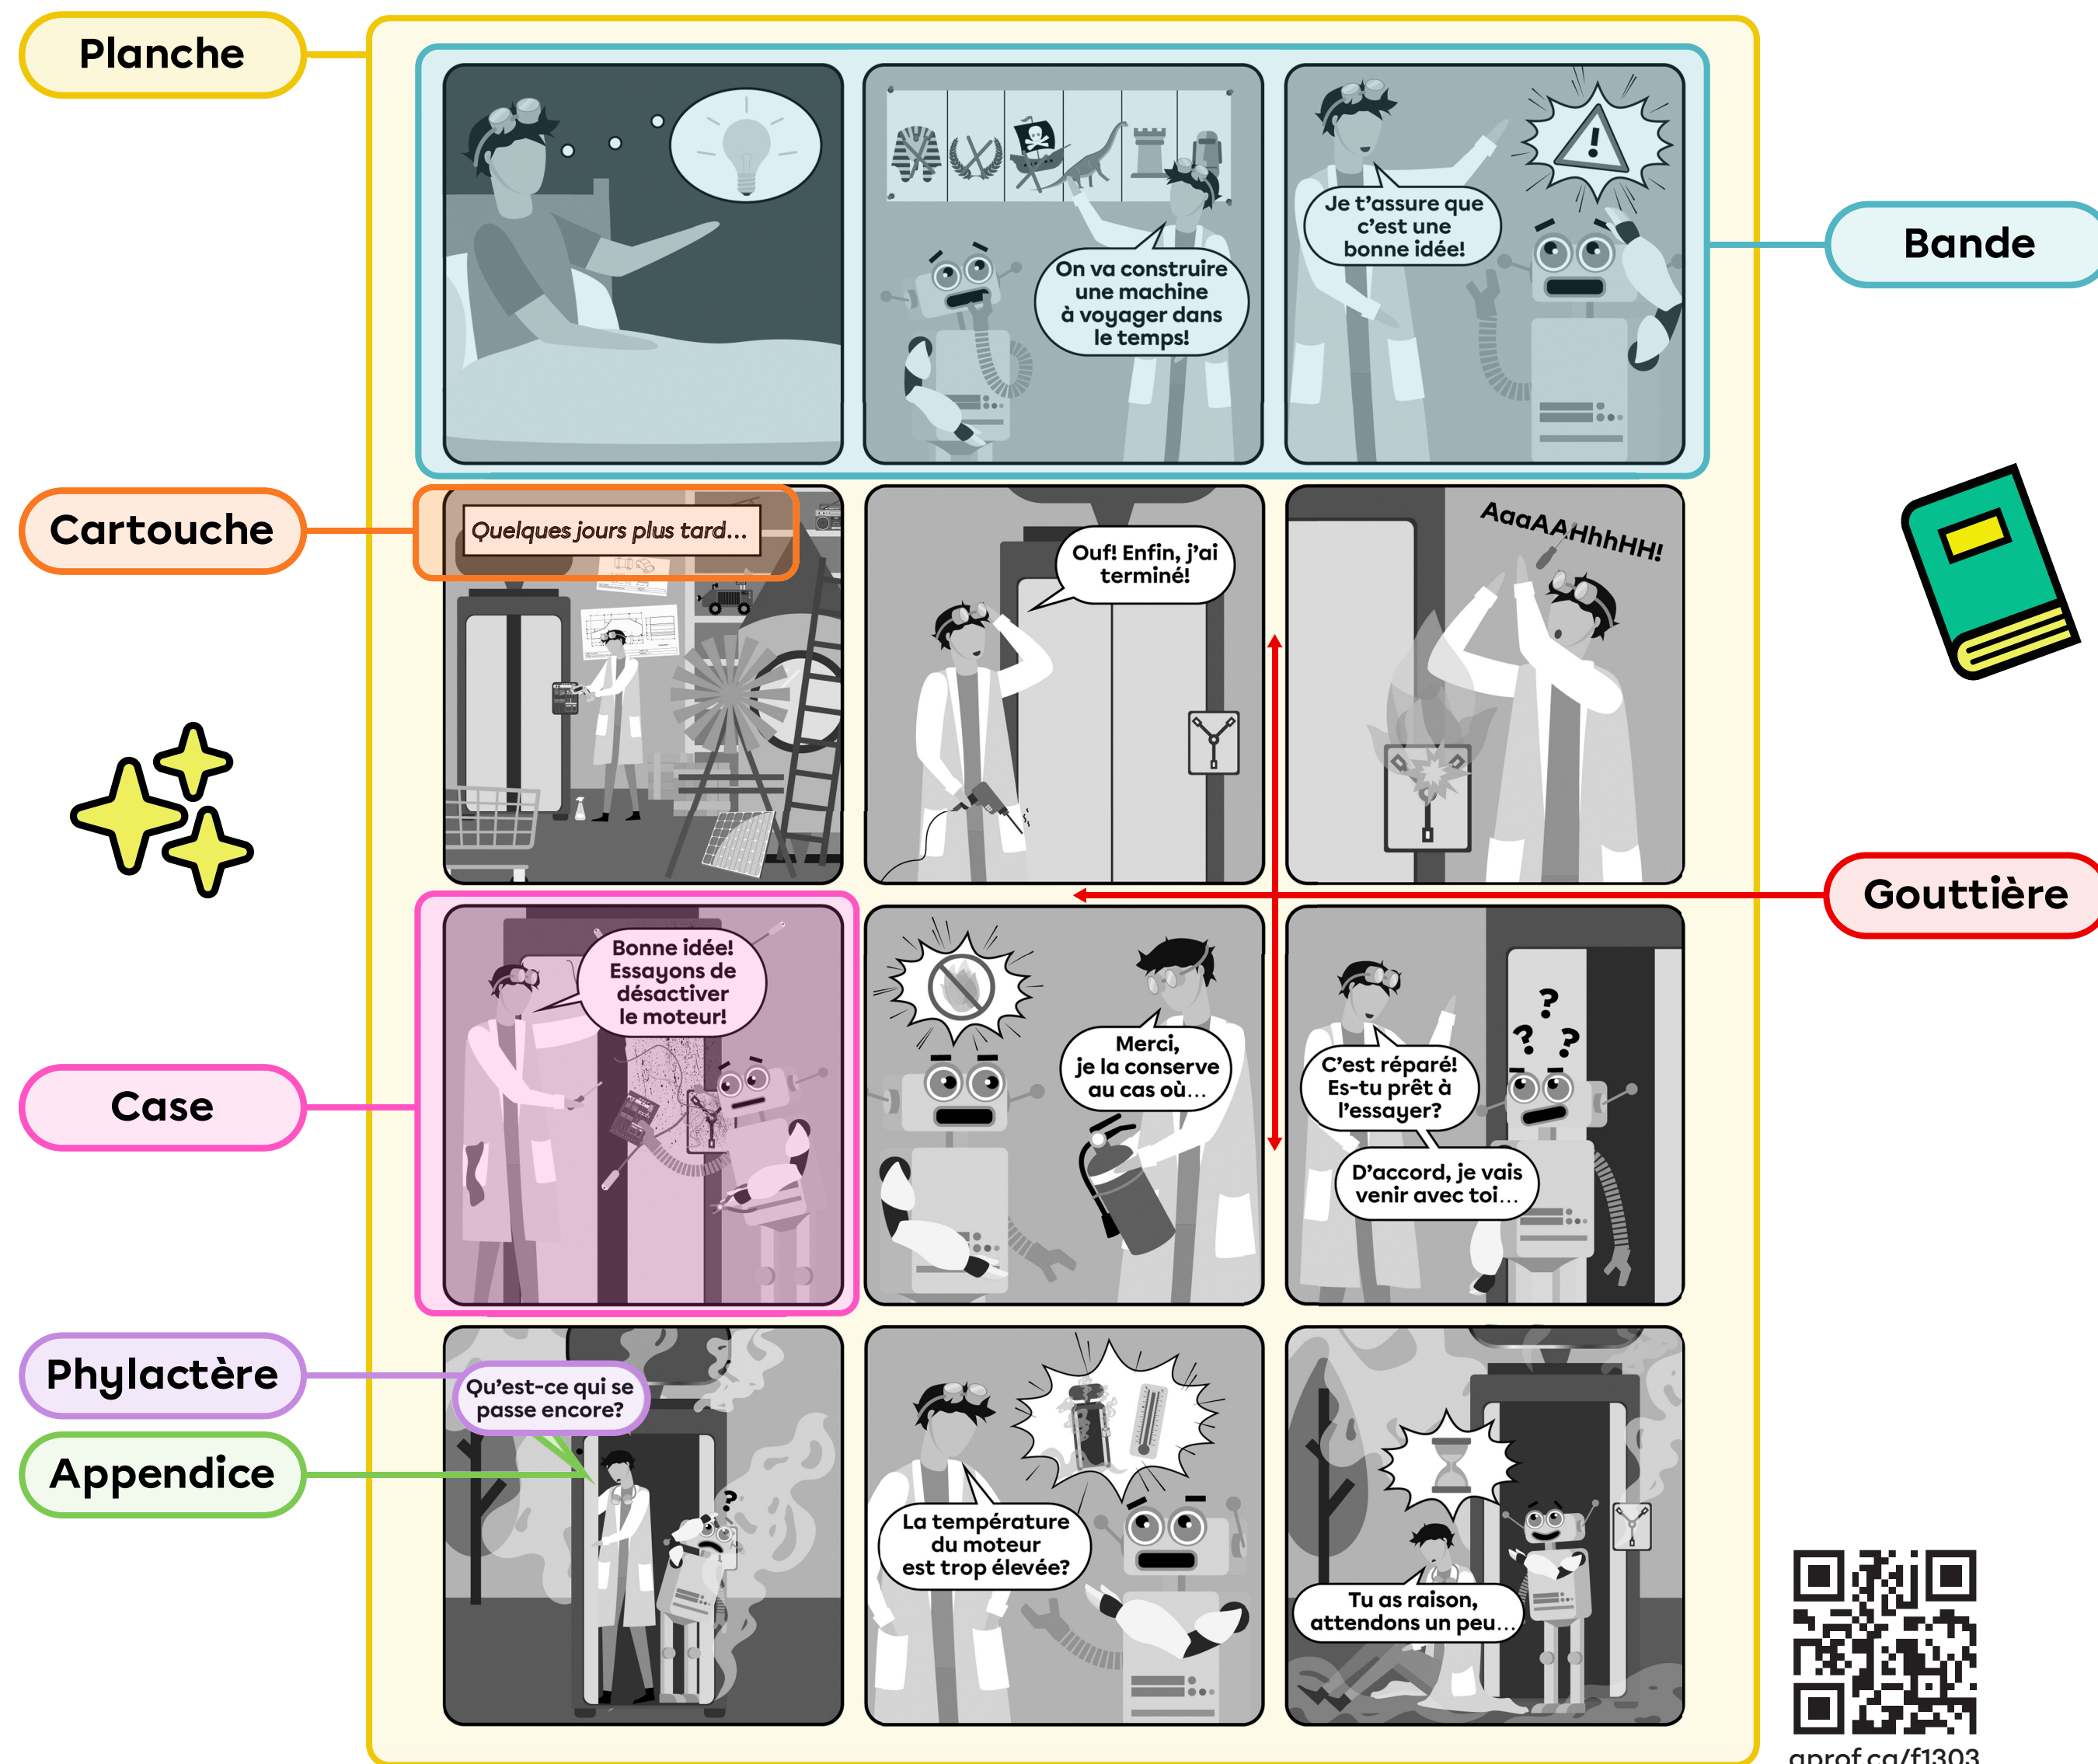 Planche
Je t'assure que
c'est une
bonne idée!
On va construire
une machine
à voyager dans
le temps!
Bande
Cartouche
Quelques jours plus tard...
Ouf! Enfin, j'ai
terminé!
AaaAAHhhHH!
Gouttière
Case
Bonne idée!
Essayons de
désactiver
le moteur!
Merci,
je la conserve
au cas où...
? ? ?
C'est réparé!
Es-tu prêt à
l'essayer?
D'accord, je vais
venir avec toi...
Phylactère
Qu'est-ce qui se
passe encore?
Appendice
?
La température
du moteur
est trop élevée?
Tu as raison,
attendons un peu...
aprof.ca/f1303